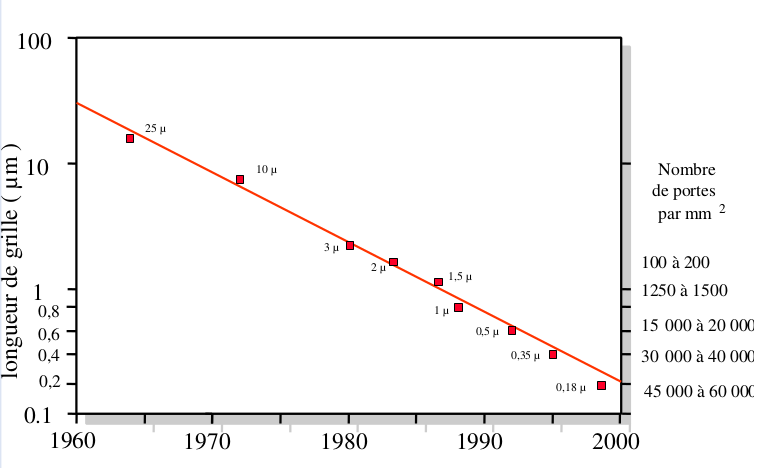 100
10
1
0,8
0,6
0,4
0,2
0.1
longueur de grille ( µm )
25 µ
10 µ
3 µ
2 µ
1,5 µ
1 µ
0,5 µ
0,35 µ
0,18 µ
1960
1970
1980
1990
2000
Nombre
de portes
par mm 2
100 à 200
1250 à 1500
15 000 à 20 000
30 000 à 40 000
45 000 à 60 000